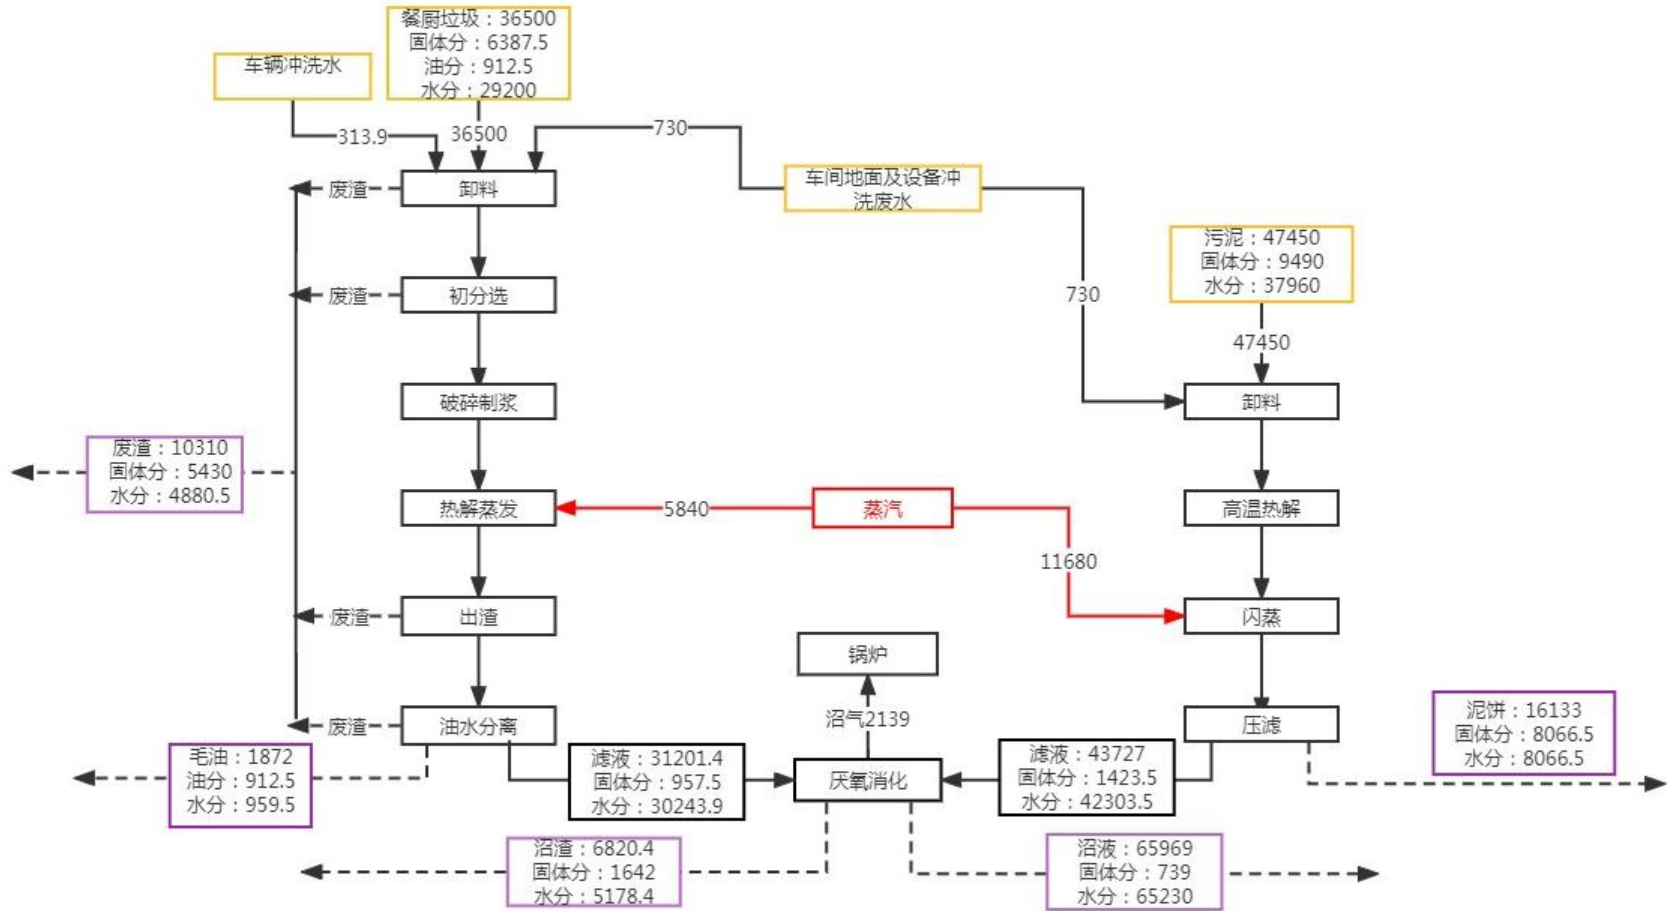 餐厨垃圾：36500
固体分：6387.5
油分：912.5
水分：29200
车辆冲洗水
313.9
36500
730
卸料
废渣
车间地面及设备冲
洗废水
污泥：47450
固体分：9490
水分：37960
初分选
废渣
730
47450
破碎制浆
卸料
废渣：10310
固体分：5430
水分：4880.5
热解蒸发
5840
蒸汽
高温热解
11680
出渣
废渣
闪蒸
锅炉
沼气2139
油水分离
废渣
压滤
泥饼：16133
固体分：8066.5
水分：8066.5
毛油：1872
油分：912.5
水分：959.5
滤液：31201.4
固体分：957.5
水分：30243.9
厌氧消化
滤液：43727
固体分：1423.5
水分：42303.5
沼渣：6820.4
固体分：1642
水分：5178.4
沼液：65969
固体分：739
水分：65230